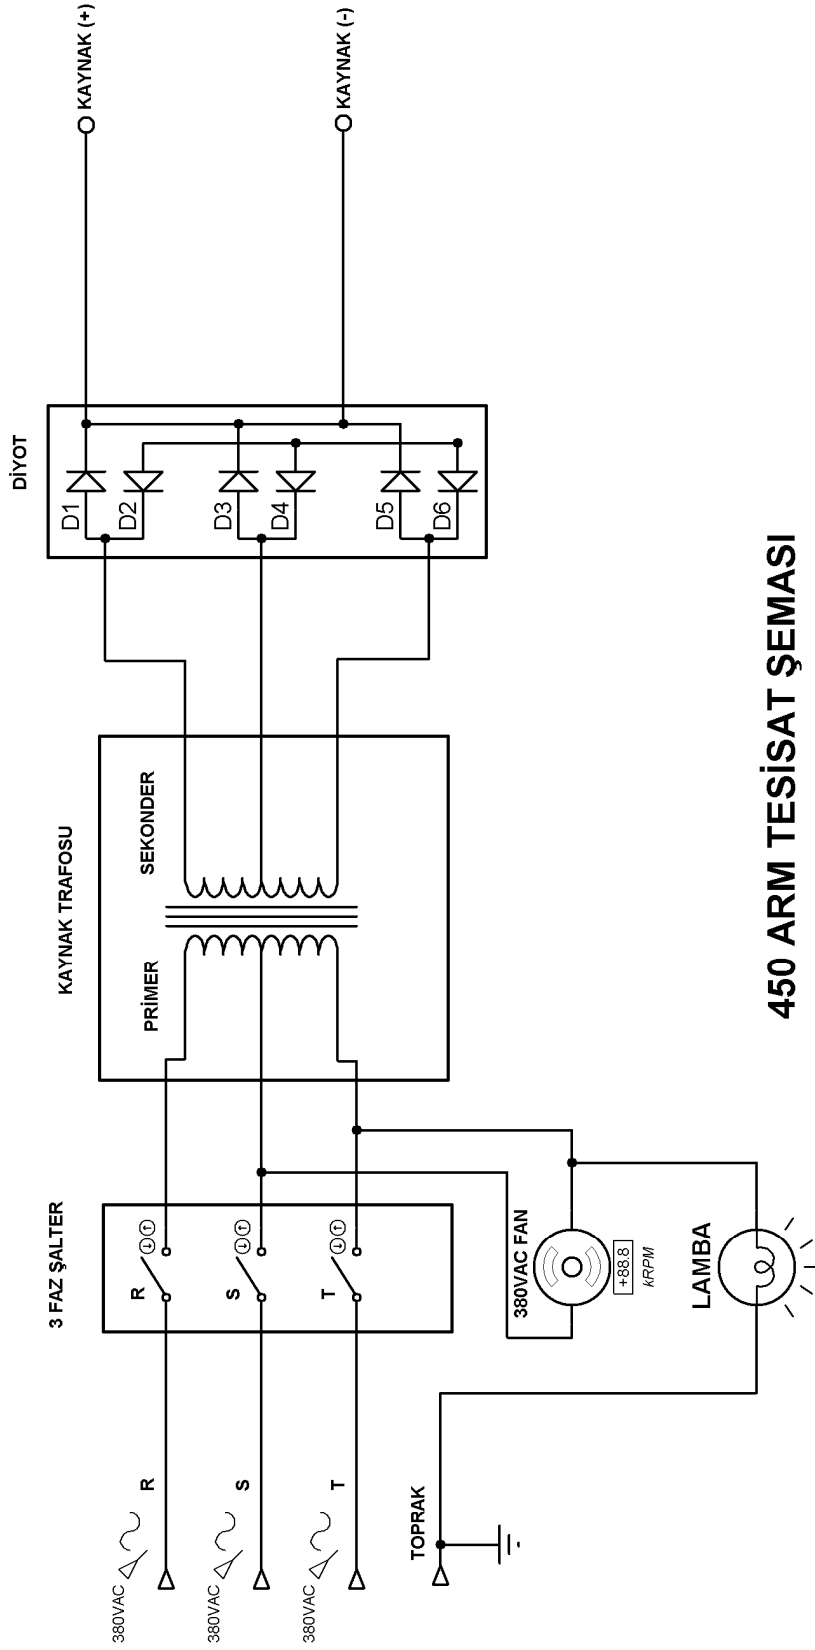 3 FAZ ŞALTER
KAYNAK TRAFOSU
DİYOT
380VAC
R
R
380VAC
S
S
380VAC
T
T
PRİMER
SEKONDER
D1
D2
D3
D4
D5
D6
KAYNAK (+)
KAYNAK (-)
TOPRAK
380VAC FAN
+88.8
kRPM
LAMBA
450 ARM TESİSAT ŞEMASI